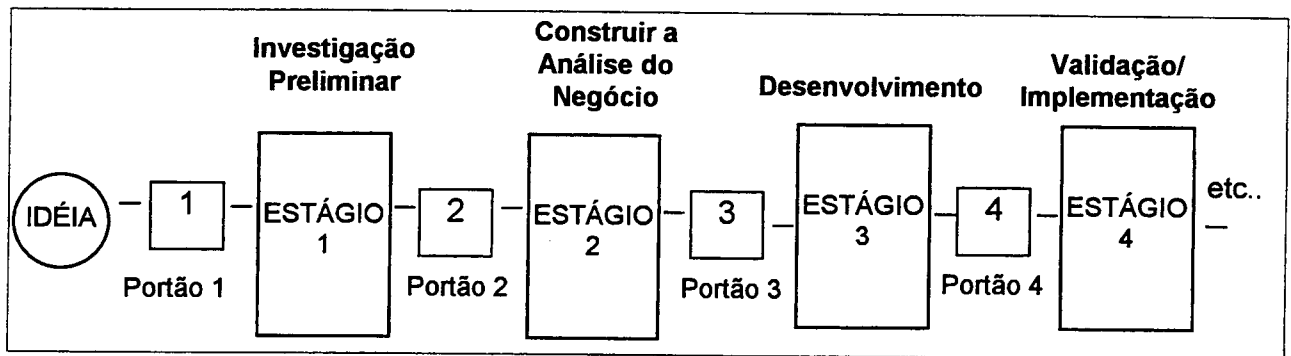 Investigação
Preliminar
Construir a
Análise do
Negócio
Desenvolvimento
Validação/
Implementação
IDÉIA
1
Portão 1
ESTÁGIO
1
2
Portão 2
ESTÁGIO
2
3
Portão 3
ESTÁGIO
3
4
Portão 4
ESTÁGIO
4
etc..